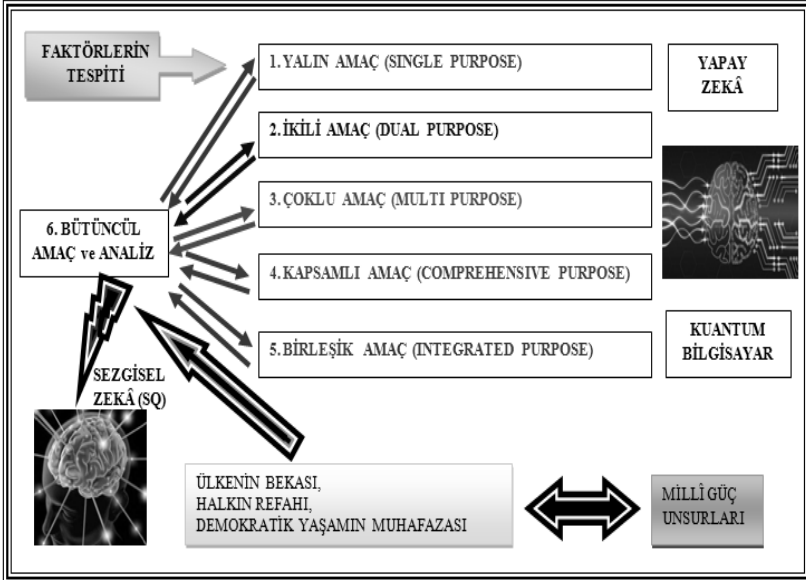 FAKTÖRLERİN
TESPİTİ
1. YALIN AMAÇ (SINGLE PURPOSE)
YAPAY
ZEKÂ
2. İKİLİ AMAÇ (DUAL PURPOSE)
3. ÇOKLU AMAÇ (MULTI PURPOSE)
6. BÜTÜNCÜL
AMAÇ ve ANALİZ
4. KAPSAMLI AMAÇ (COMPREHENSIVE PURPOSE)
5. BİRLEŞİK AMAÇ (INTEGRATED PURPOSE)
KUANTUM
BİLGİSAYAR
SEZGİSEL
ZEKÂ (SQ)
ÜLKENİN BEKASI,
HALKIN REFAHI,
DEMOKRATİK YAŞAMIN MUHAFAZASI
MİLLÎ GÜÇ
UNSURLARI